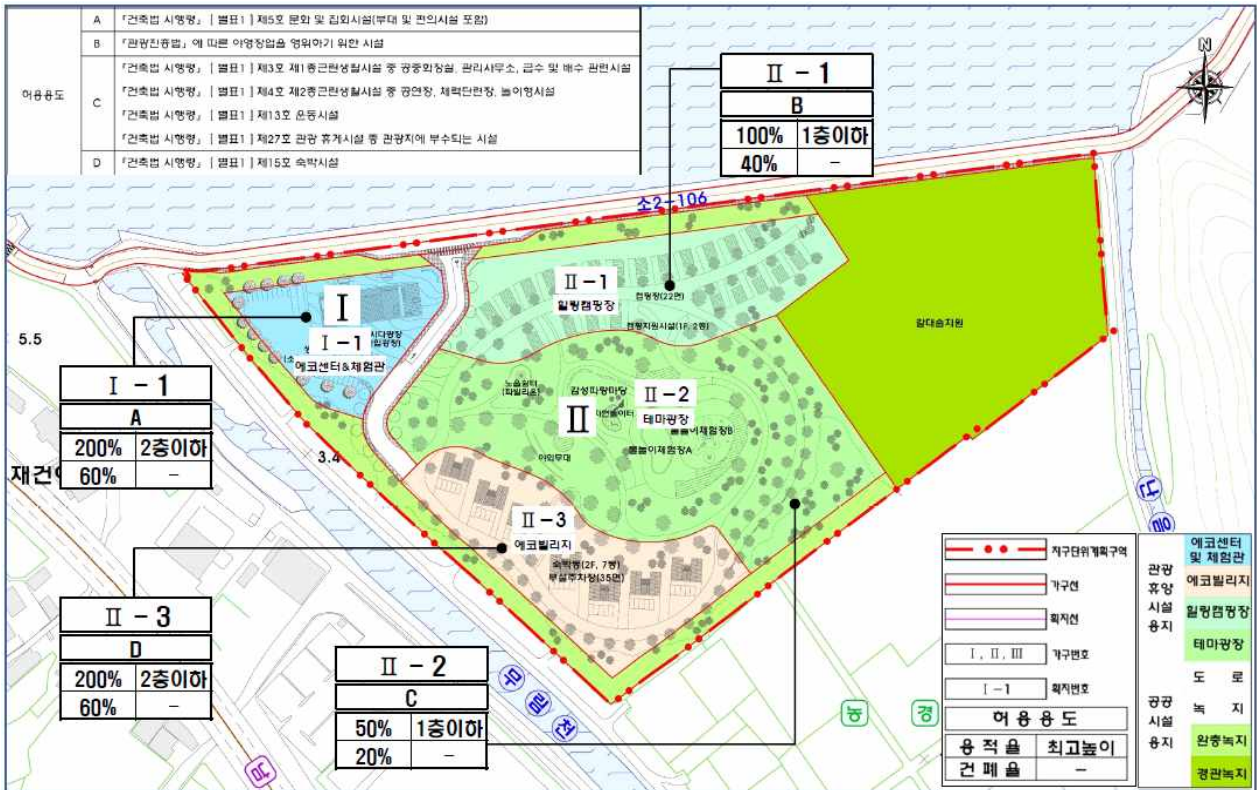 허용용도
A 「건축법 시행령」 [별표1] 제5호 문화 및 집회시설(부대 및 편의시설 포함)
B 「관광진흥법」에 따른 야영장업을 영위하기 위한 시설
C 「건축법 시행령」 [별표1] 제3호 제1종근린생활시설 중 공중화장실, 관리사무소, 급수 및 배수 관련시설
「건축법 시행령」 [별표1] 제4호 제2종근린생활시설 중 공연장, 체력단련장, 놀이형시설
「건축법 시행령」 [별표1] 제13호 운동시설
「건축법 시행령」 [별표1] 제27호 관광 휴게시설 중 관광지에 부수되는 시설
D 「건축법 시행령」 [별표1] 제15호 숙박시설
Ⅱ-1
B
100% 1층이하
40% -
N
소2-106
Ⅱ-1
힐링캠핑장
캠핑장(22면)
캠핑지원시설(1F, 2동)
갈대습지원
Ⅰ
Ⅰ-1
에코센터&체험관
5.5
3.4
Ⅰ-1
A
200% 2층이하
60% -
감성피랑마당
Ⅱ
Ⅱ-2
테마광장
물놀이체험장B
물놀이체험장A
야외무대
Ⅱ-3
에코빌리지
숙박동(2F, 7동)
부설주차장(35면)
Ⅱ-3
D
200% 2층이하
60% -
Ⅱ-2
C
50% 1층이하
20% -
무림천
농
경
답
지구단위계획구역
가구선
획지선
Ⅰ, Ⅱ, Ⅲ 가구번호
Ⅰ-1 획지번호
허용용도
용적율 최고높이
건폐율 -
관광휴양시설용지
에코센터 및 체험관
에코빌리지
힐링캠핑장
테마광장
공공시설용지
도로
녹지
완충녹지
경관녹지